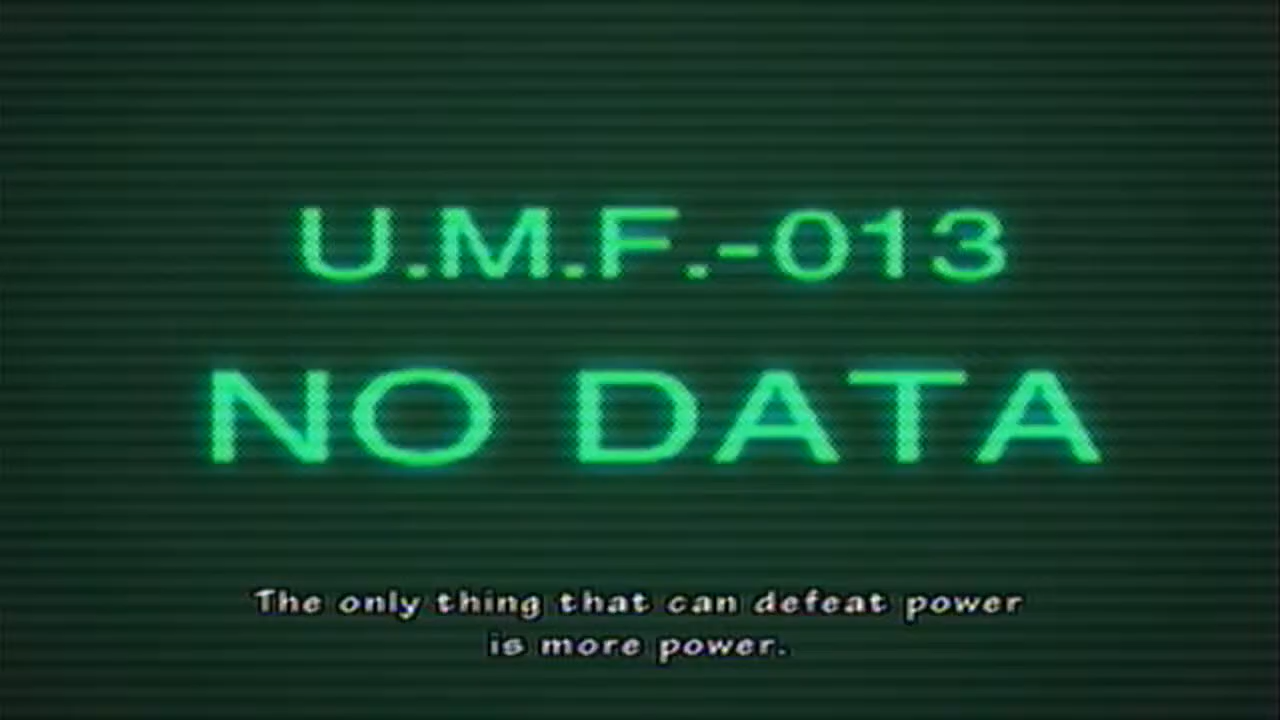 U.M.F.-013
NO DATA
The only thing that can defeat power
is more power.